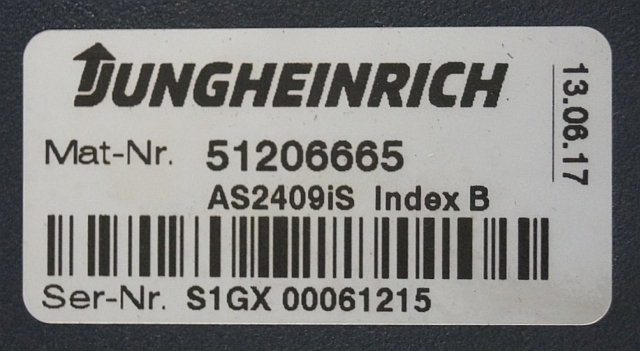 JUNGHEINRICH
Mat-Nr. 51206665
AS2409iS Index B
Ser-Nr. S1GX 00061215
13.06.17